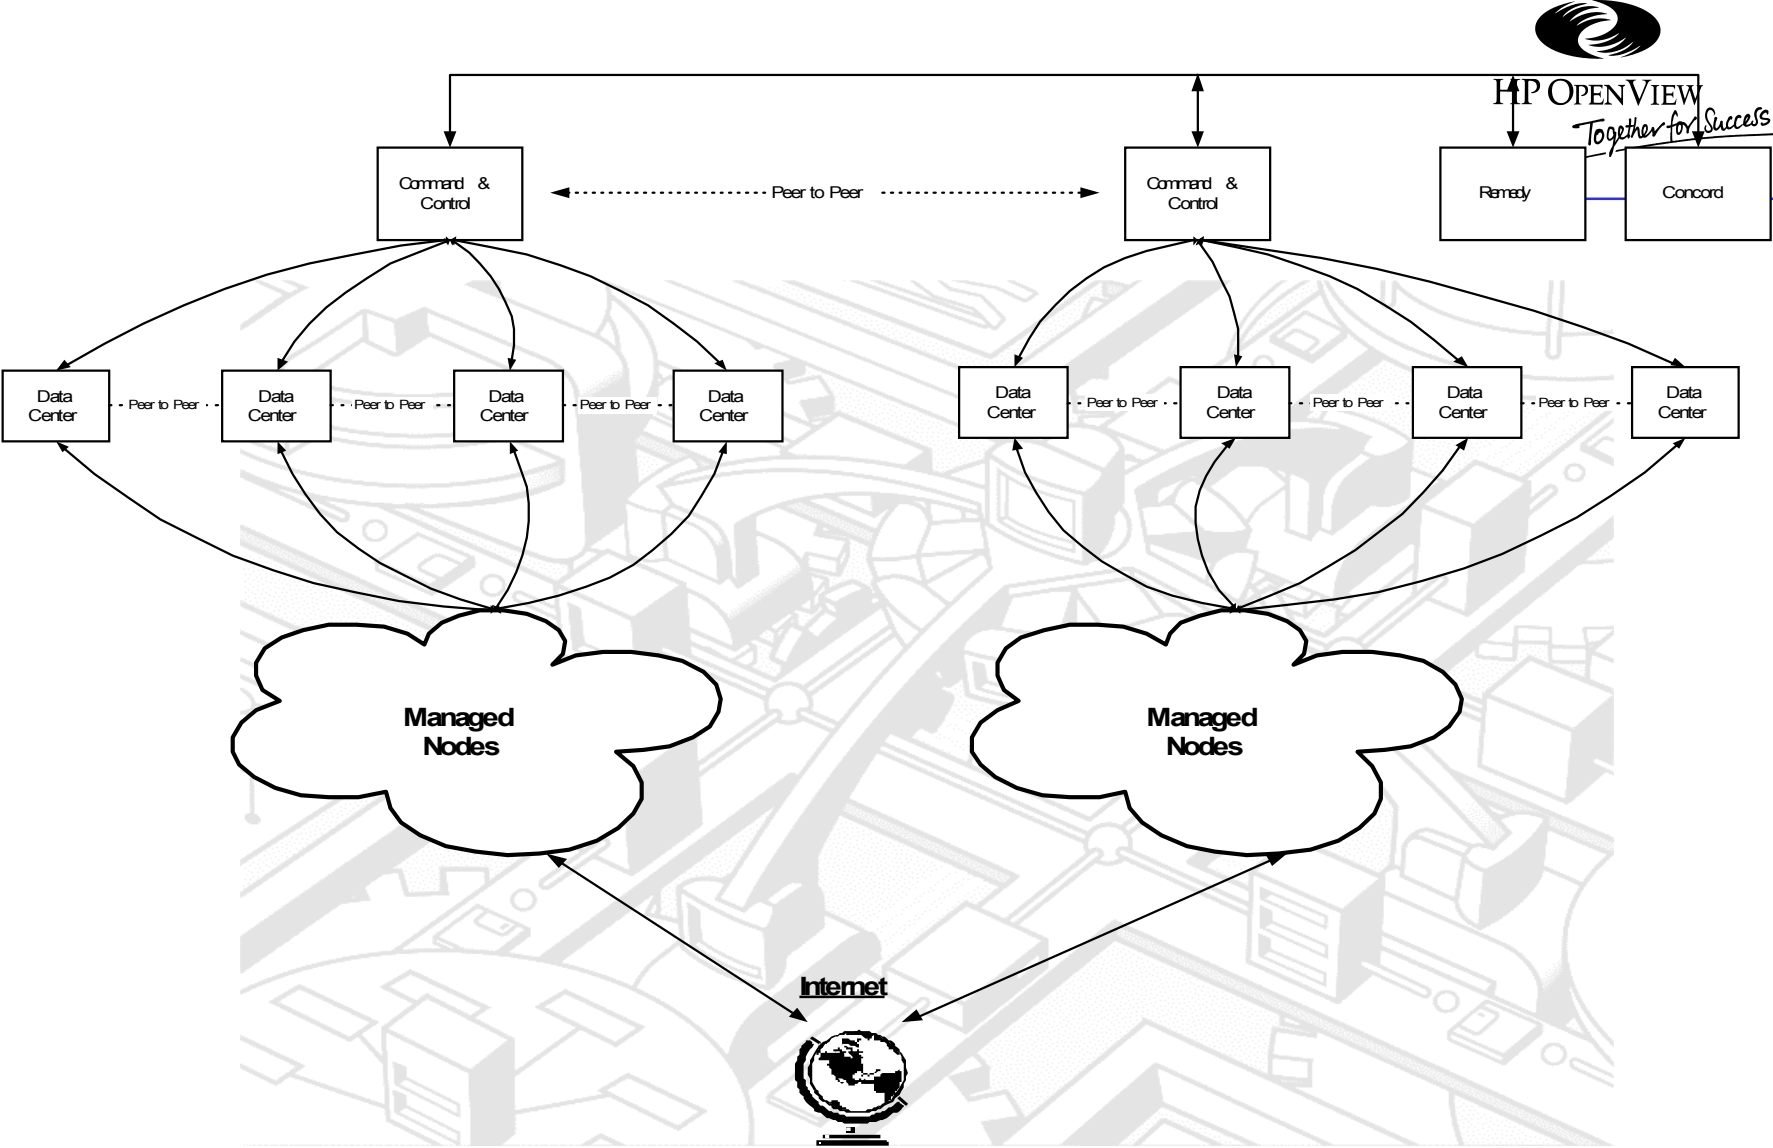 HP OPENVIEW
Together for Success
Command &
Control
Peer to Peer
Command &
Control
Remedy
Concord
Data
Center
Peer to Peer
Data
Center
Peer to Peer
Data
Center
Peer to Peer
Data
Center
Data
Center
Peer to Peer
Data
Center
Peer to Peer
Data
Center
Peer to Peer
Data
Center
Managed
Nodes
Managed
Nodes
Internet